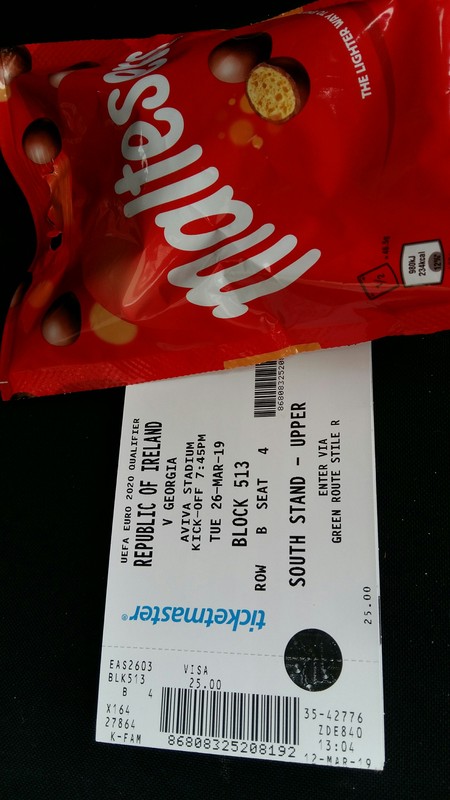 Maltesers
THE LIGHTER WAY TO
980kJ
234kcal
12%
UEFA EURO 2020 QUALIFIER
REPUBLIC OF IRELAND
V GEORGIA
AVIVA STADIUM
KICK-OFF 7:45PM
TUE 26-MAR-19
BLOCK 513
ROW B SEAT 4
SOUTH STAND - UPPER
ENTER VIA
GREEN ROUTE STILE R
25.00
8680832520
ticketmaster®
EAS2603
BLK513
B 4
X164
27864
K-FAM
VISA
25.00
86808325208192
35-42776
ZDE840
13:04
12-MAR-19